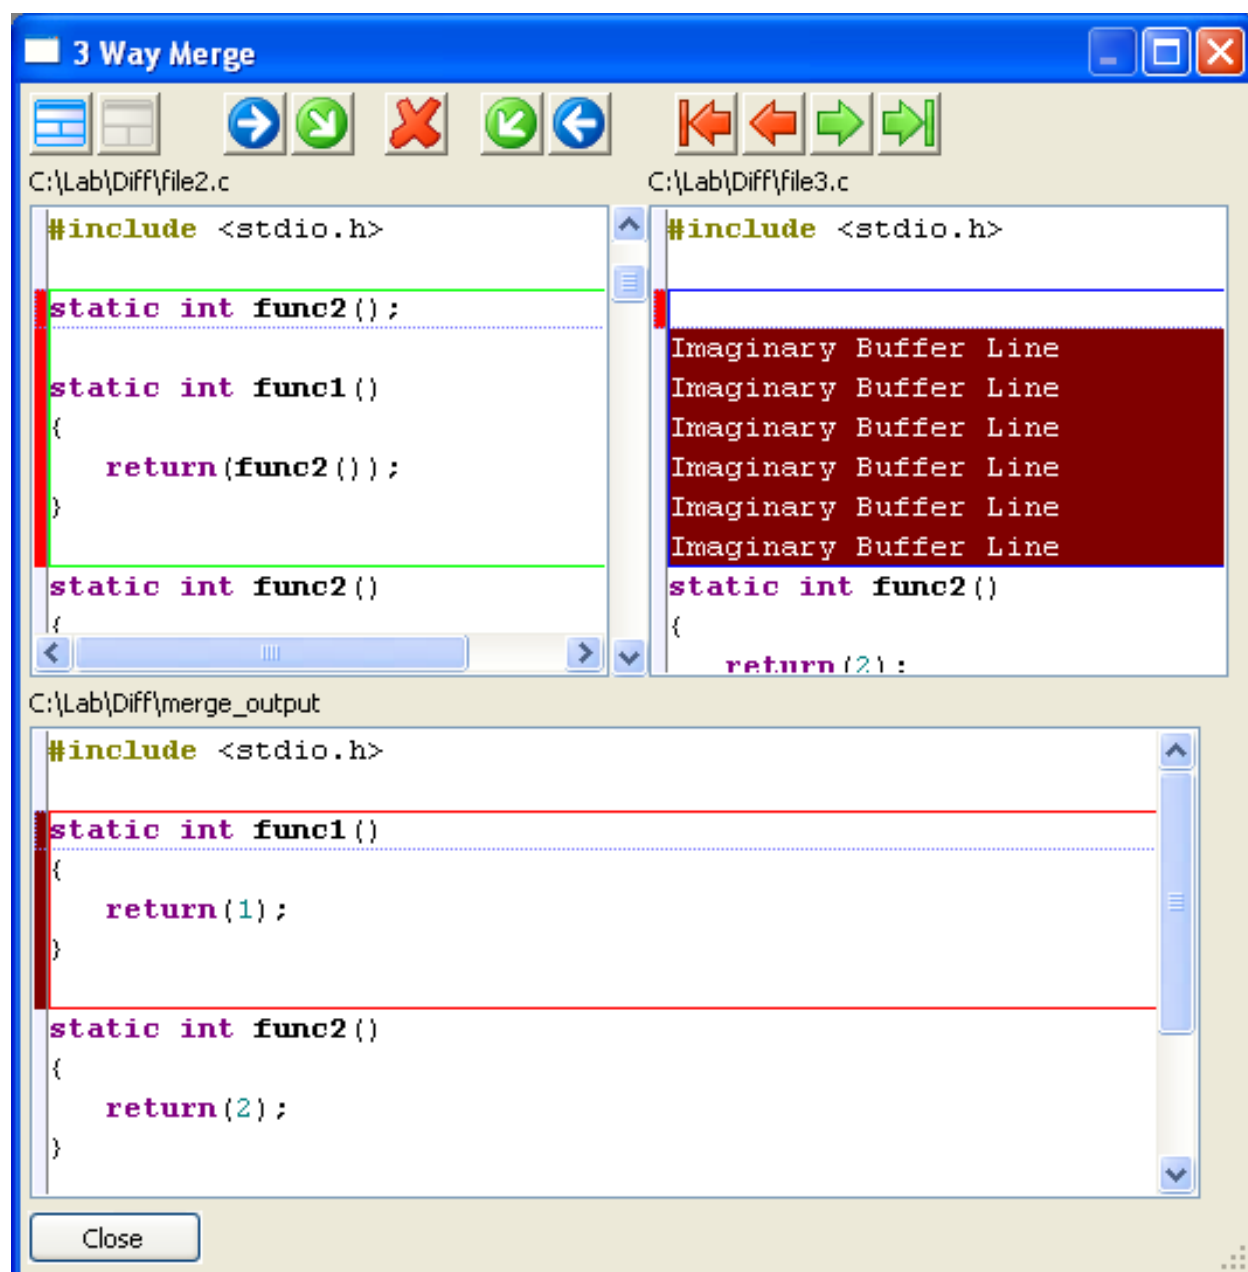 3 Way Merge
C:\Lab\Diff\file2.c
C:\Lab\Diff\file3.c
#include <stdio.h>
static int func2();
static int func1()
{
return(func2());
}
static int func2()
{
#include <stdio.h>
Imaginary Buffer Line
Imaginary Buffer Line
Imaginary Buffer Line
Imaginary Buffer Line
Imaginary Buffer Line
Imaginary Buffer Line
static int func2()
{
return(2);
C:\Lab\Diff\merge_output
#include <stdio.h>
static int func1()
{
return(1);
}
static int func2()
{
return(2);
}
Close